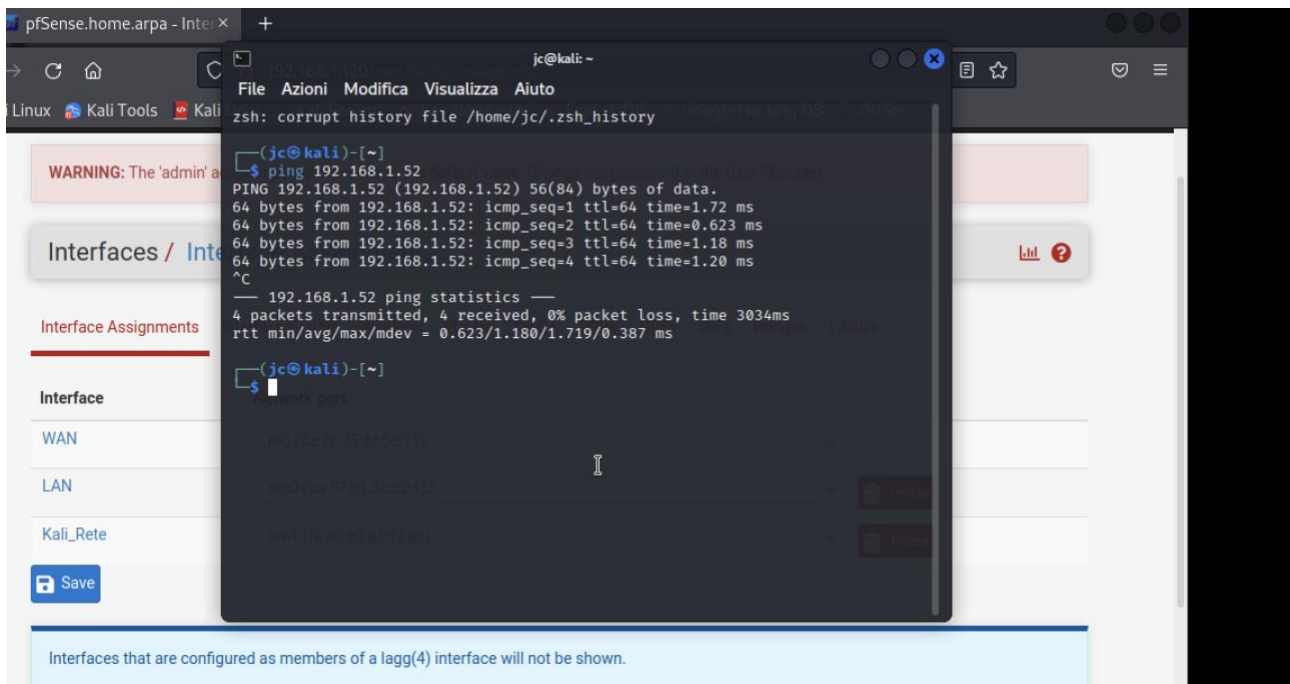 pfSense.home.arpa - Inter
jc@kali: ~
File Azioni Modifica Visualizza Aiuto
Linux Kali Tools Kali
zsh: corrupt history file /home/jc/.zsh_history
(jc㉿kali)-[~]
$ ping 192.168.1.52
PING 192.168.1.52 (192.168.1.52) 56(84) bytes of data.
64 bytes from 192.168.1.52: icmp_seq=1 ttl=64 time=1.72 ms
64 bytes from 192.168.1.52: icmp_seq=2 ttl=64 time=0.623 ms
64 bytes from 192.168.1.52: icmp_seq=3 ttl=64 time=1.18 ms
64 bytes from 192.168.1.52: icmp_seq=4 ttl=64 time=1.20 ms
^C
--- 192.168.1.52 ping statistics ---
4 packets transmitted, 4 received, 0% packet loss, time 3034ms
rtt min/avg/max/mdev = 0.623/1.180/1.719/0.387 ms
(jc㉿kali)-[~]
$
WARNING: The 'admin' a
Interfaces / Inte
Interface Assignments
Interface
Network port
WAN
LAN
Delete
Kali_Rete
Delete
Save
Interfaces that are configured as members of a lagg(4) interface will not be shown.